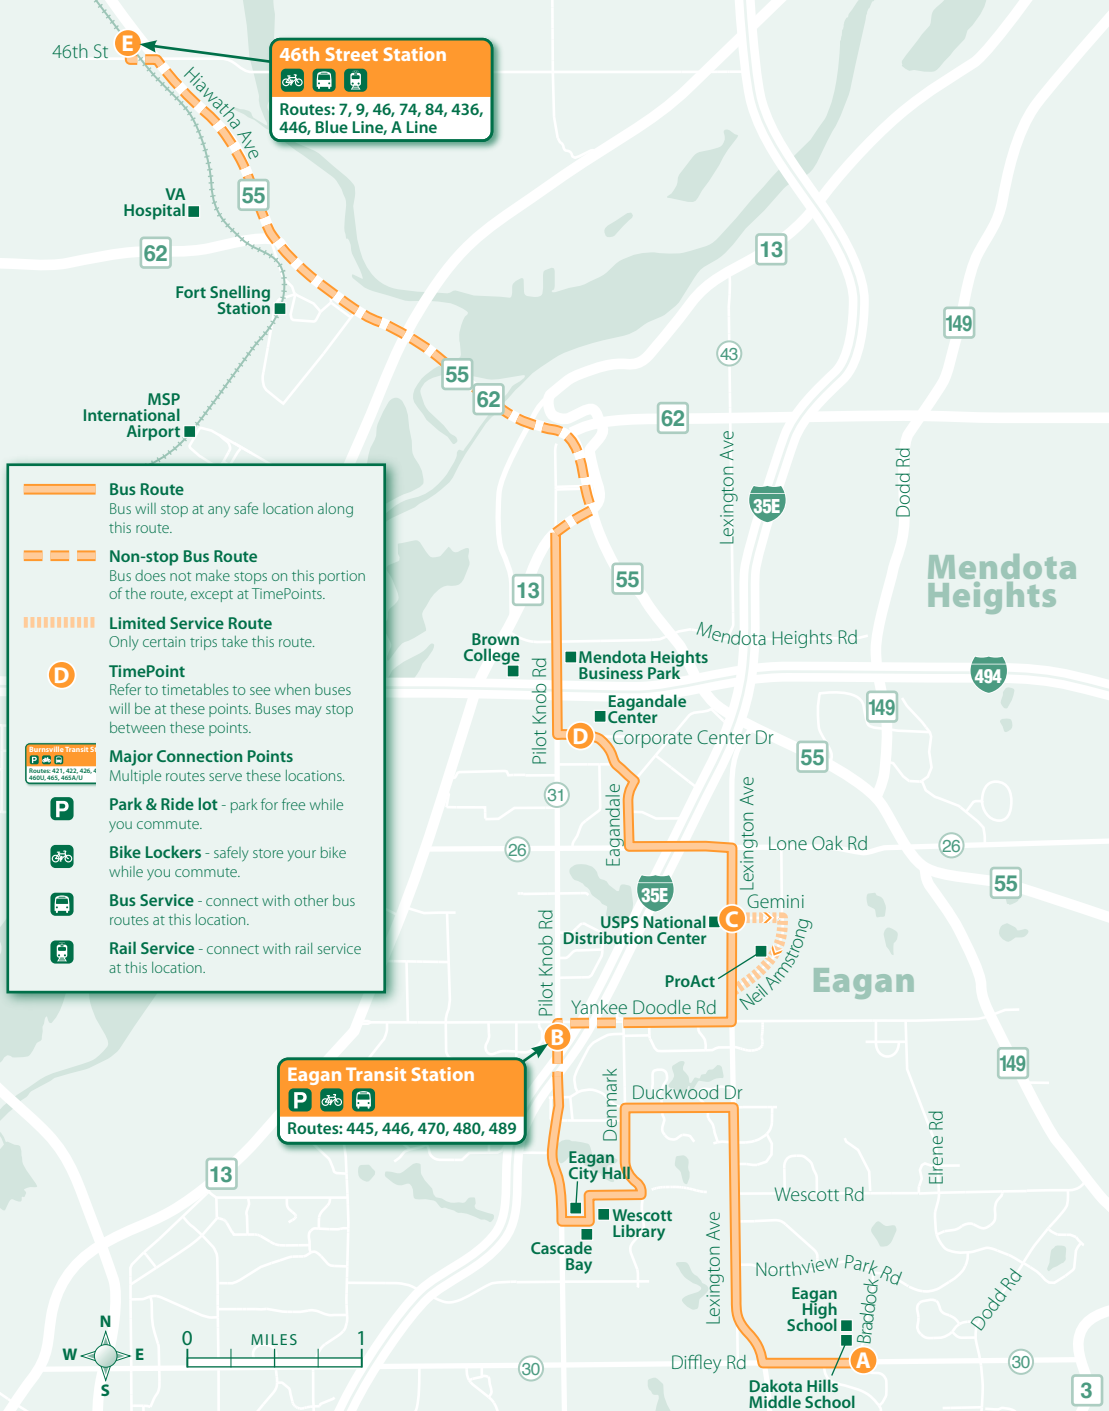 46th St
E
46th Street Station
Routes: 7, 9, 46, 74, 84, 436,
446, Blue Line, A Line
Hiawatha Ave
VA
Hospital
55
62
13
Fort Snelling
Station
149
43
55
62
62
MSP
International
Airport
Lexington Ave
Dodd Rd
35E
Bus Route
Bus will stop at any safe location along
this route.
Non-stop Bus Route
Bus does not make stops on this portion
of the route, except at TimePoints.
Limited Service Route
Only certain trips take this route.
D
TimePoint
Refer to timetables to see when buses
will be at these points. Buses may stop
between these points.
Burnsville Transit St
P
Routes: 421, 422, 426, 4
460U, 465, 465A/U
Major Connection Points
Multiple routes serve these locations.
P
Park & Ride lot - park for free while
you commute.
Bike Lockers - safely store your bike
while you commute.
Bus Service - connect with other bus
routes at this location.
Rail Service - connect with rail service
at this location.
Mendota
Heights
13
55
Mendota Heights Rd
Brown
College
Mendota Heights
Business Park
Pilot Knob Rd
494
Eagandale
Center
149
D
Corporate Center Dr
55
31
Eagandale
Lexington Ave
26
Lone Oak Rd
26
35E
55
Gemini
USPS National
Distribution Center
C
Neil Armstrong
ProAct
Eagan
Pilot Knob Rd
Yankee Doodle Rd
B
Eagan Transit Station
P
Routes: 445, 446, 470, 480, 489
149
Denmark
Duckwood Dr
Elrene Rd
13
Eagan
City Hall
Wescott Rd
Wescott
Library
Lexington Ave
Cascade
Bay
Northview Park Rd
Eagan
High
School
Braddock
Dodd Rd
N
W
E
S
0
MILES
1
30
Diffley Rd
A
30
Dakota Hills
Middle School
3